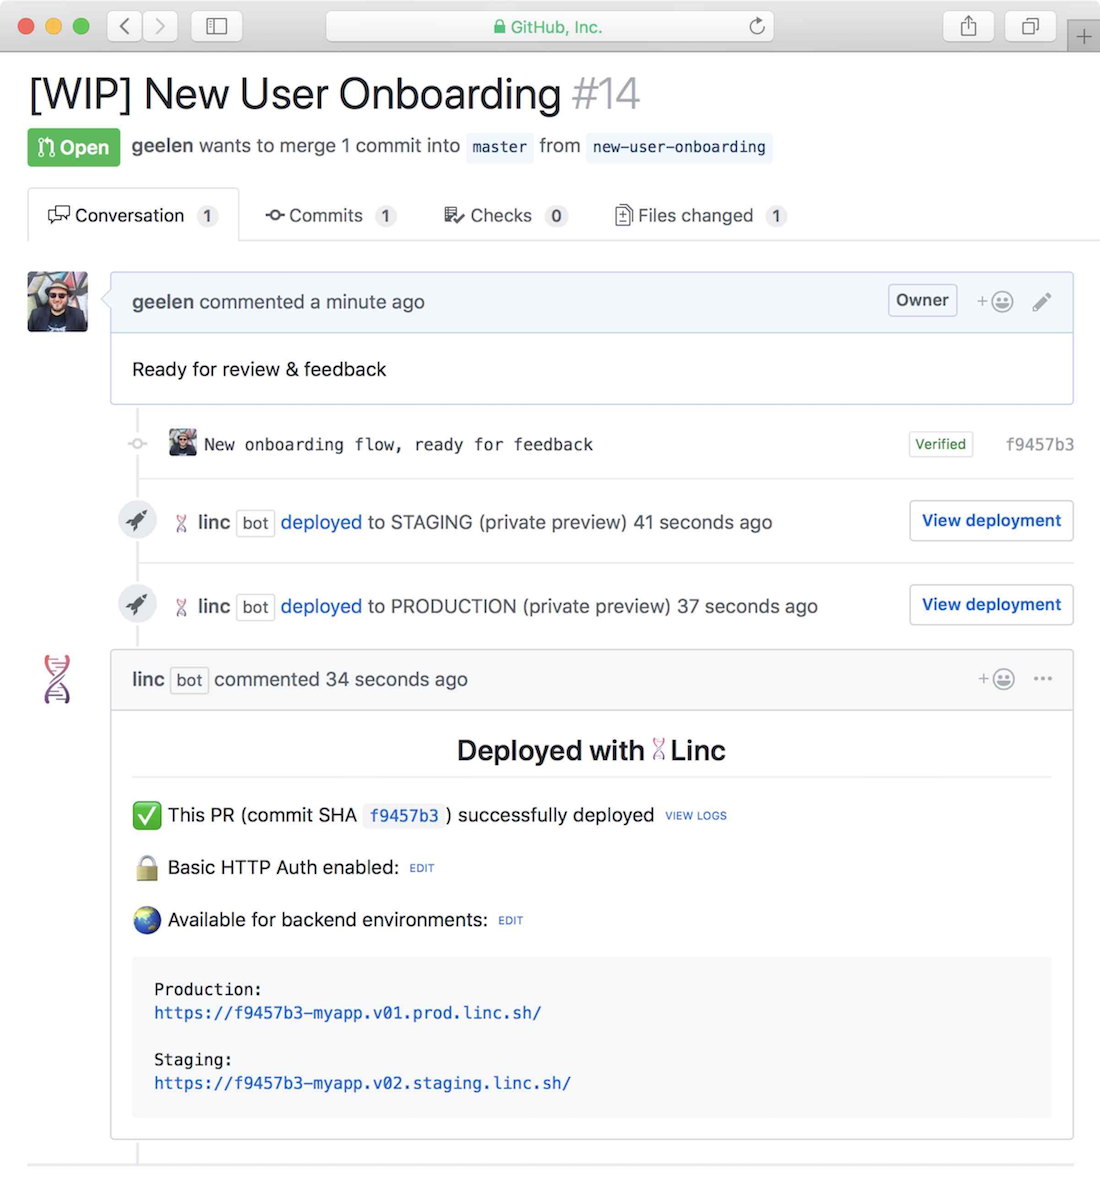 GitHub, Inc.
[WIP] New User Onboarding #14
Open geelen wants to merge 1 commit into master from new-user-onboarding
Conversation 1 Commits 1 Checks 0 Files changed 1
geelen commented a minute ago Owner
Ready for review & feedback
New onboarding flow, ready for feedback Verified f9457b3
linc bot deployed to STAGING (private preview) 41 seconds ago View deployment
linc bot deployed to PRODUCTION (private preview) 37 seconds ago View deployment
linc bot commented 34 seconds ago
Deployed with Linc
This PR (commit SHA f9457b3 ) successfully deployed VIEW LOGS
Basic HTTP Auth enabled: EDIT
Available for backend environments: EDIT
Production:
https://f9457b3-myapp.v01.prod.linc.sh/
Staging:
https://f9457b3-myapp.v02.staging.linc.sh/